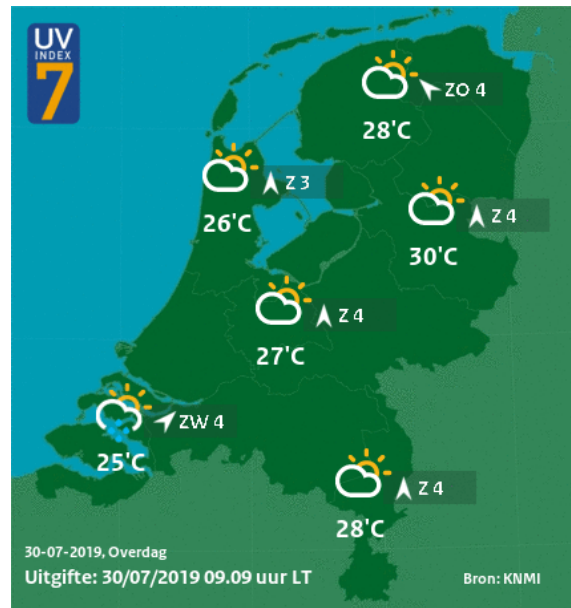 UV
INDEX
7
ZO 4
28'C
Z 3
26'C
Z 4
30'C
Z 4
27'C
ZW 4
25'C
Z 4
28'C
30-07-2019, Overdag
Uitgifte: 30/07/2019 09.09 uur LT
Bron: KNMI